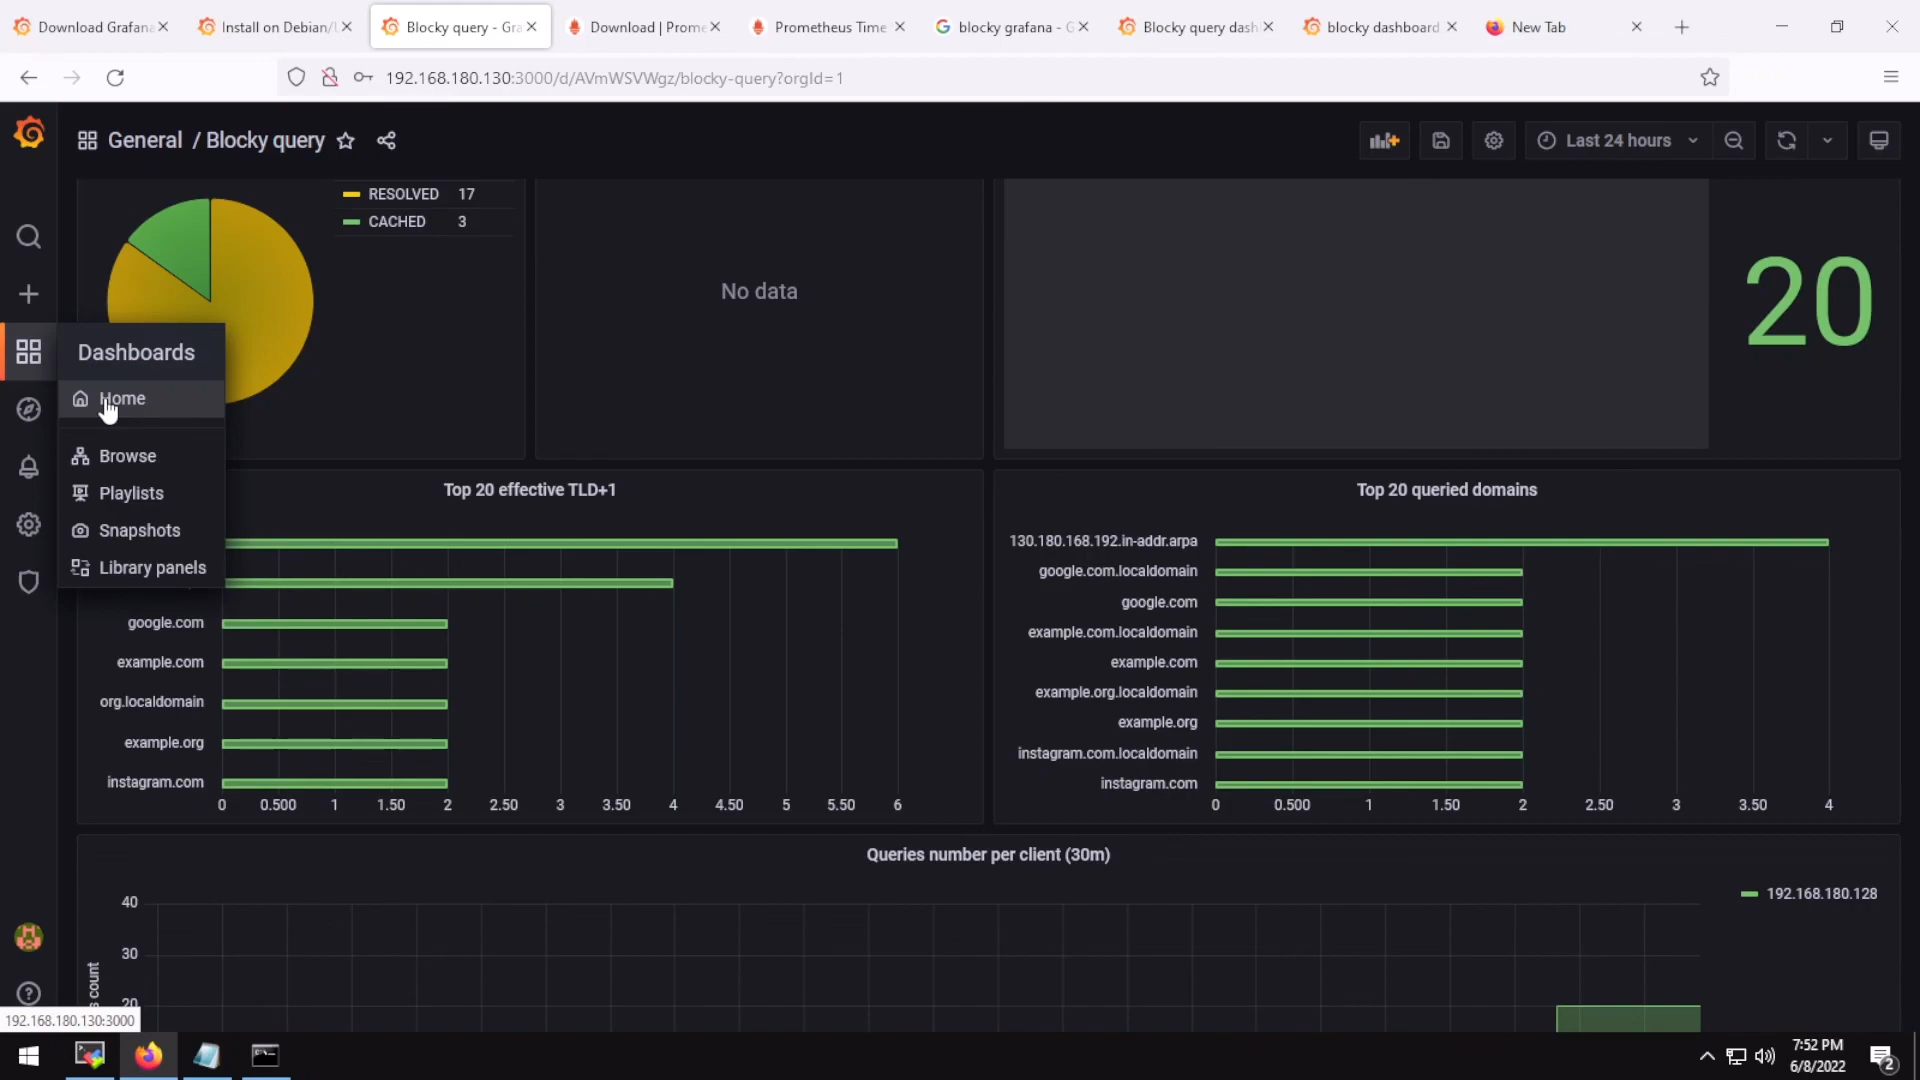 Download Grafana
Install on Debian/U
Blocky query - Gra
Download | Prome
Prometheus Time
blocky grafana - G
Blocky query dash
blocky dashboard
New Tab
192.168.180.130:3000/d/AVmWSVWgz/blocky-query?orgId=1
General / Blocky query
Last 24 hours
RESOLVED 17
CACHED 3
No data
20
Dashboards
Home
Browse
Playlists
Snapshots
Library panels
Top 20 effective TLD+1
google.com
example.com
org.localdomain
example.org
instagram.com
0 0.500 1 1.50 2 2.50 3 3.50 4 4.50 5 5.50 6
Top 20 queried domains
130.180.168.192.in-addr.arpa
google.com.localdomain
google.com
example.com.localdomain
example.com
example.org.localdomain
example.org
instagram.com.localdomain
instagram.com
0 0.500 1 1.50 2 2.50 3 3.50 4
Queries number per client (30m)
40
30
20
count
192.168.180.128
192.168.180.130:3000
7:52 PM
6/8/2022
2